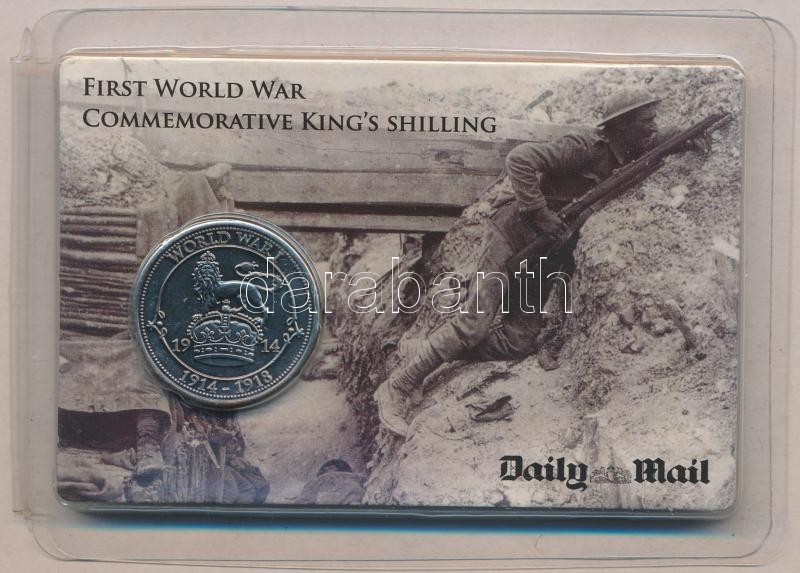 FIRST WORLD WAR
COMMEMORATIVE KING'S SHILLING
WORLD WAR I
19 14
1914 - 1918
darabanth
Daily Mail